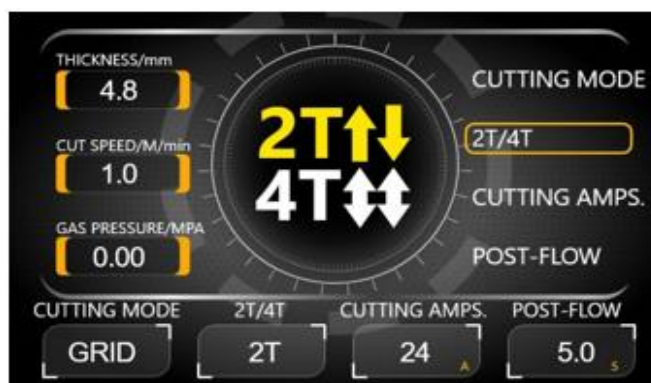 THICKNESS/mm
4.8
CUT SPEED/M/min
1.0
GAS PRESSURE/MPA
0.00
2T
4T
CUTTING MODE
2T/4T
CUTTING AMPS.
POST-FLOW
CUTTING MODE
GRID
2T/4T
2T
CUTTING AMPS.
24 A
POST-FLOW
5.0 S